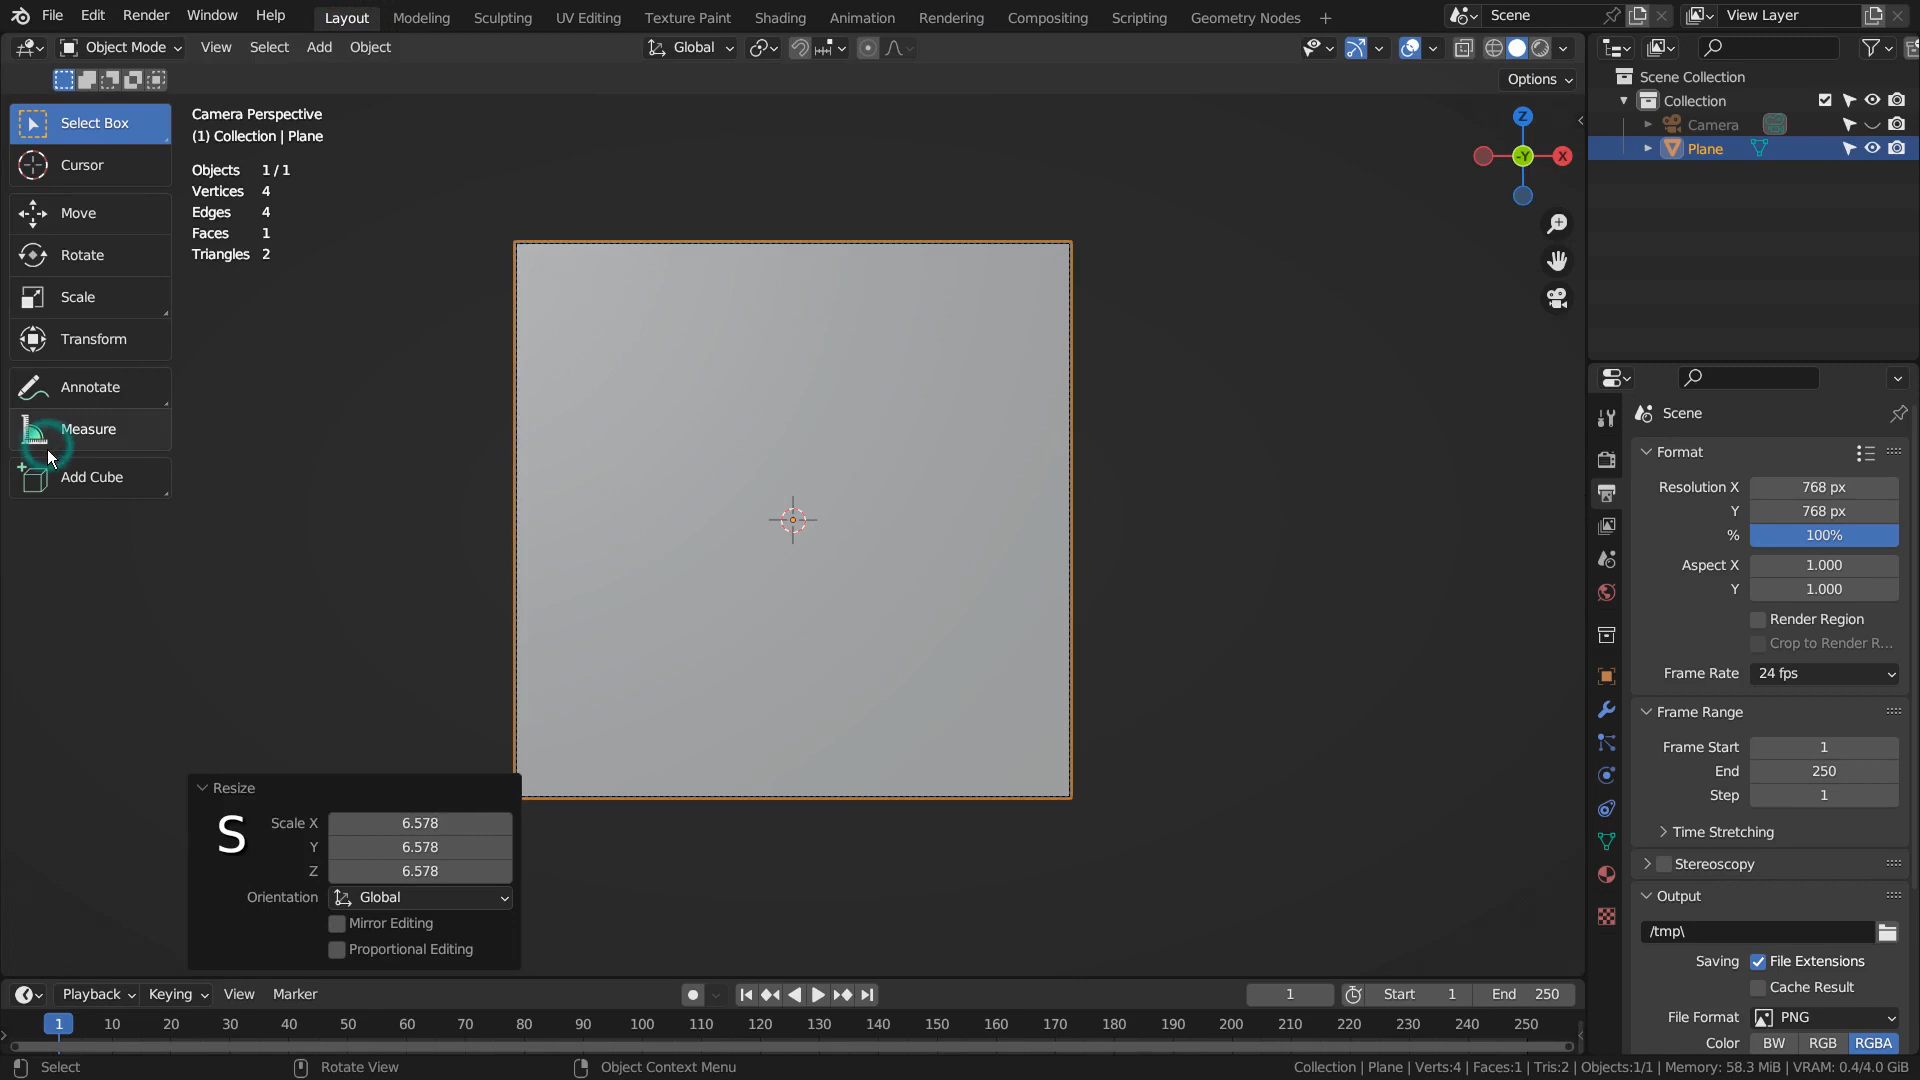 File Edit Render Window Help Layout Modeling Sculpting UV Editing Texture Paint Shading Animation Rendering Compositing Scripting Geometry Nodes + Scene View Layer
Object Mode View Select Add Object Global
Options
Scene Collection
Collection
Camera
Plane
Select Box
Cursor
Move
Rotate
Scale
Transform
Annotate
Measure
Add Cube
Camera Perspective
(1) Collection | Plane
Objects 1 / 1
Vertices 4
Edges 4
Faces 1
Triangles 2
Z
-Y
X
Scene
Format
Resolution X 768 px
Y 768 px
% 100%
Aspect X 1.000
Y 1.000
Render Region
Crop to Render R...
Frame Rate 24 fps
Frame Range
Frame Start 1
End 250
Step 1
Time Stretching
Stereoscopy
Output
/tmp\
Saving File Extensions
Cache Result
File Format PNG
Color BW RGB RGBA
Resize
S
Scale X 6.578
Y 6.578
Z 6.578
Orientation Global
Mirror Editing
Proportional Editing
Playback Keying View Marker 1 Start 1 End 250
1 10 20 30 40 50 60 70 80 90 100 110 120 130 140 150 160 170 180 190 200 210 220 230 240 250
Select Rotate View Object Context Menu Collection | Plane | Verts:4 | Faces:1 | Tris:2 | Objects:1/1 | Memory: 58.3 MiB | VRAM: 0.4/4.0 GiB